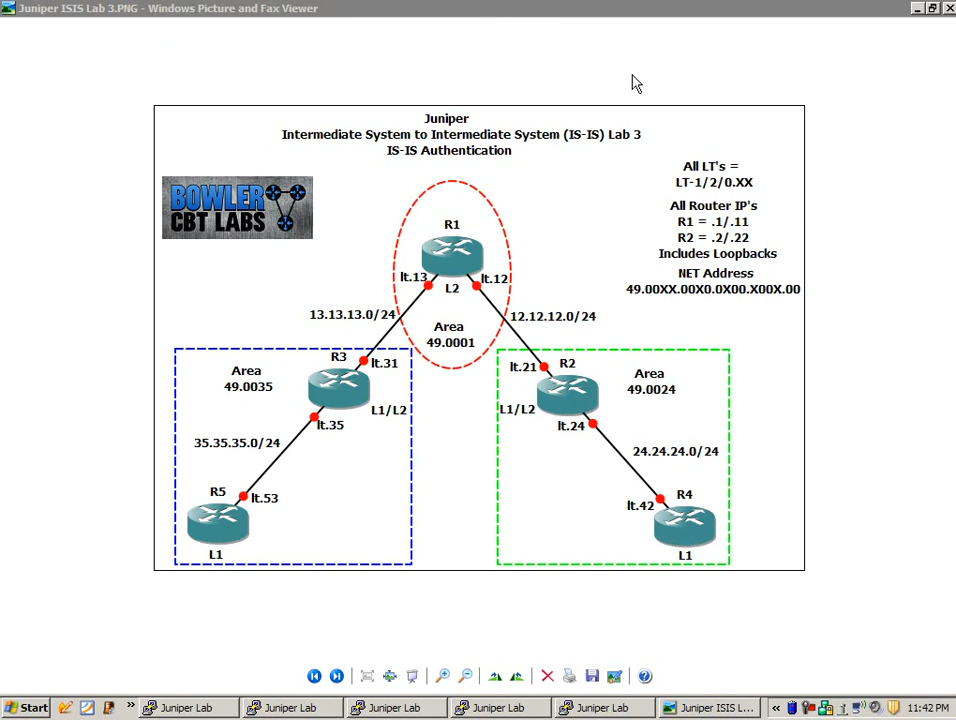 Juniper ISIS Lab 3.PNG - Windows Picture and Fax Viewer
Juniper
Intermediate System to Intermediate System (IS-IS) Lab 3
IS-IS Authentication
BOWLER
CBT LABS
All LT's =
LT-1/2/0.XX
All Router IP's
R1 = .1/.11
R2 = .2/.22
Includes Loopbacks
NET Address
49.00XX.00X0.0X00.X00X.00
R1
lt.13
lt.12
L2
13.13.13.0/24
12.12.12.0/24
Area
49.0001
R3
lt.31
Area
49.0035
L1/L2
lt.35
35.35.35.0/24
R5
lt.53
L1
lt.21
R2
Area
49.0024
L1/L2
lt.24
24.24.24.0/24
R4
lt.42
L1
Start
Juniper Lab
Juniper Lab
Juniper Lab
Juniper Lab
Juniper Lab
Juniper ISIS L...
11:42 PM